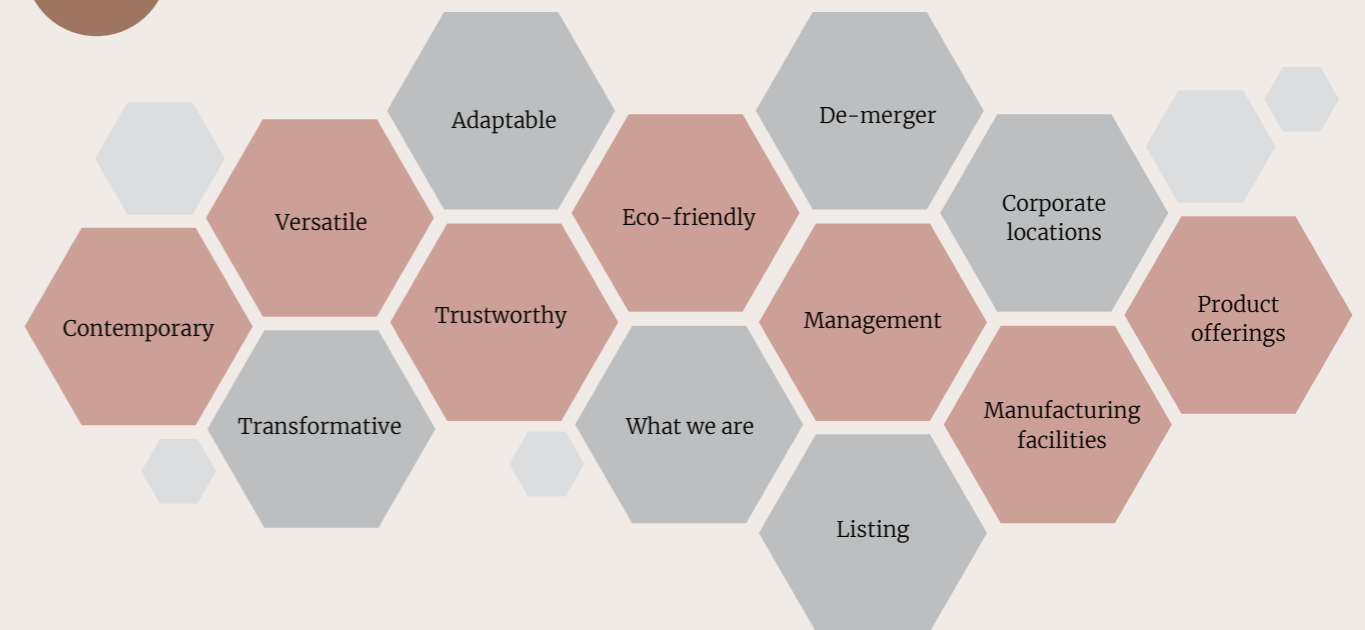 Adaptable
De-merger
Versatile
Eco-friendly
Corporate
locations
Contemporary
Trustworthy
Management
Product
offerings
Transformative
What we are
Manufacturing
facilities
Listing